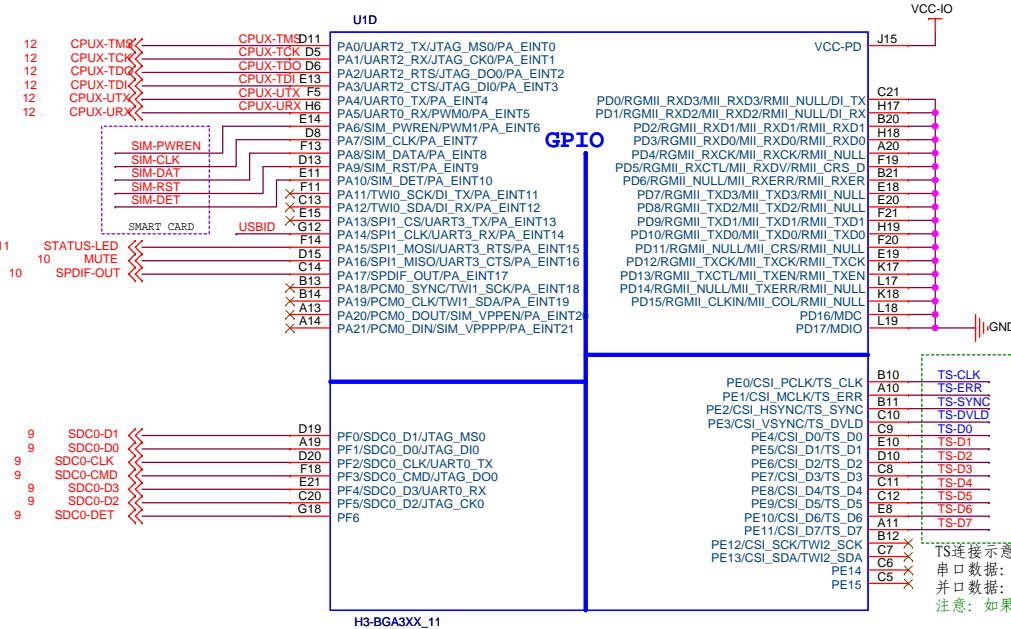 U1D
VCC-IO
12 CPUX-TMS CPUX-TMS D11 PA0/UART2_TX/JTAG_MS0/PA_EINT0
12 CPUX-TCK CPUX-TCK D5 PA1/UART2_RX/JTAG_CK0/PA_EINT1
12 CPUX-TDO CPUX-TDO D6 PA2/UART2_RTS/JTAG_DO0/PA_EINT2
12 CPUX-TDI CPUX-TDI E13 PA3/UART2_CTS/JTAG_DI0/PA_EINT3
12 CPUX-UTX CPUX-UTX F5 PA4/UART0_TX/PA_EINT4
12 CPUX-URX CPUX-URX H6 PA5/UART0_RX/PWM0/PA_EINT5
E14 PA6/SIM_PWREN/PWM1/PA_EINT6
D8 PA7/SIM_CLK/PA_EINT7
SIM-PWREN F13 PA8/SIM_DATA/PA_EINT8
SIM-CLK D13 PA9/SIM_RST/PA_EINT9
SIM-DAT E11 PA10/SIM_DET/PA_EINT10
SIM-RST F11 PA11/TWI0_SCK/DI_TX/PA_EINT11
SIM-DET C13 PA12/TWI0_SDA/DI_RX/PA_EINT12
E15 PA13/SPI1_CS/UART3_TX/PA_EINT13
SMART CARD USBID G12 PA14/SPI1_CLK/UART3_RX/PA_EINT14
11 STATUS-LED F14 PA15/SPI1_MOSI/UART3_RTS/PA_EINT15
10 MUTE D15 PA16/SPI1_MISO/UART3_CTS/PA_EINT16
10 SPDIF-OUT C14 PA17/SPDIF_OUT/PA_EINT17
B13 PA18/PCM0_SYNC/TWI1_SCK/PA_EINT18
B14 PA19/PCM0_CLK/TWI1_SDA/PA_EINT19
A13 PA20/PCM0_DOUT/SIM_VPPEN/PA_EINT20
A14 PA21/PCM0_DIN/SIM_VPPPP/PA_EINT21
GPIO
VCC-PD J15
PD0/RGMII_RXD3/MII_RXD3/RMII_NULL/DI_TX C21
PD1/RGMII_RXD2/MII_RXD2/RMII_NULL/DI_RX H17
PD2/RGMII_RXD1/MII_RXD1/RMII_RXD1 B20
PD3/RGMII_RXD0/MII_RXD0/RMII_RXD0 H18
PD4/RGMII_RXCK/MII_RXCK/RMII_NULL A20
PD5/RGMII_RXCTL/MII_RXDV/RMII_CRS_D F19
PD6/RGMII_NULL/MII_RXERR/RMII_RXER B21
PD7/RGMII_TXD3/MII_TXD3/RMII_NULL E18
PD8/RGMII_TXD2/MII_TXD2/RMII_NULL E20
PD9/RGMII_TXD1/MII_TXD1/RMII_TXD1 F21
PD10/RGMII_TXD0/MII_TXD0/RMII_TXD0 H19
PD11/RGMII_NULL/MII_CRS/RMII_NULL F20
PD12/RGMII_TXCK/MII_TXCK/RMII_TXCK E19
PD13/RGMII_TXCTL/MII_TXEN/RMII_TXEN K17
PD14/RGMII_NULL/MII_TXERR/RMII_NULL L17
PD15/RGMII_CLKIN/MII_COL/RMII_NULL K18
PD16/MDC L18
PD17/MDIO L19
GND
PE0/CSI_PCLK/TS_CLK B10 TS-CLK
PE1/CSI_MCLK/TS_ERR A10 TS-ERR
PE2/CSI_HSYNC/TS_SYNC B11 TS-SYNC
PE3/CSI_VSYNC/TS_DVLD C10 TS-DVLD
PE4/CSI_D0/TS_D0 C9 TS-D0
PE5/CSI_D1/TS_D1 E10 TS-D1
PE6/CSI_D2/TS_D2 D10 TS-D2
PE7/CSI_D3/TS_D3 C8 TS-D3
PE8/CSI_D4/TS_D4 C11 TS-D4
PE9/CSI_D5/TS_D5 C12 TS-D5
PE10/CSI_D6/TS_D6 E8 TS-D6
PE11/CSI_D7/TS_D7 A11 TS-D7
PE12/CSI_SCK/TWI2_SCK B12
PE13/CSI_SDA/TWI2_SDA C7
PE14 C6
PE15 C5
TS连接示意
串口数据:
并口数据:
注意: 如果
9 SDC0-D1 D19 PF0/SDC0_D1/JTAG_MS0
9 SDC0-D0 A19 PF1/SDC0_D0/JTAG_DI0
9 SDC0-CLK D20 PF2/SDC0_CLK/UART0_TX
9 SDC0-CMD F18 PF3/SDC0_CMD/JTAG_DO0
9 SDC0-D3 E21 PF4/SDC0_D3/UART0_RX
9 SDC0-D2 C20 PF5/SDC0_D2/JTAG_CK0
9 SDC0-DET G18 PF6
H3-BGA3XX_11